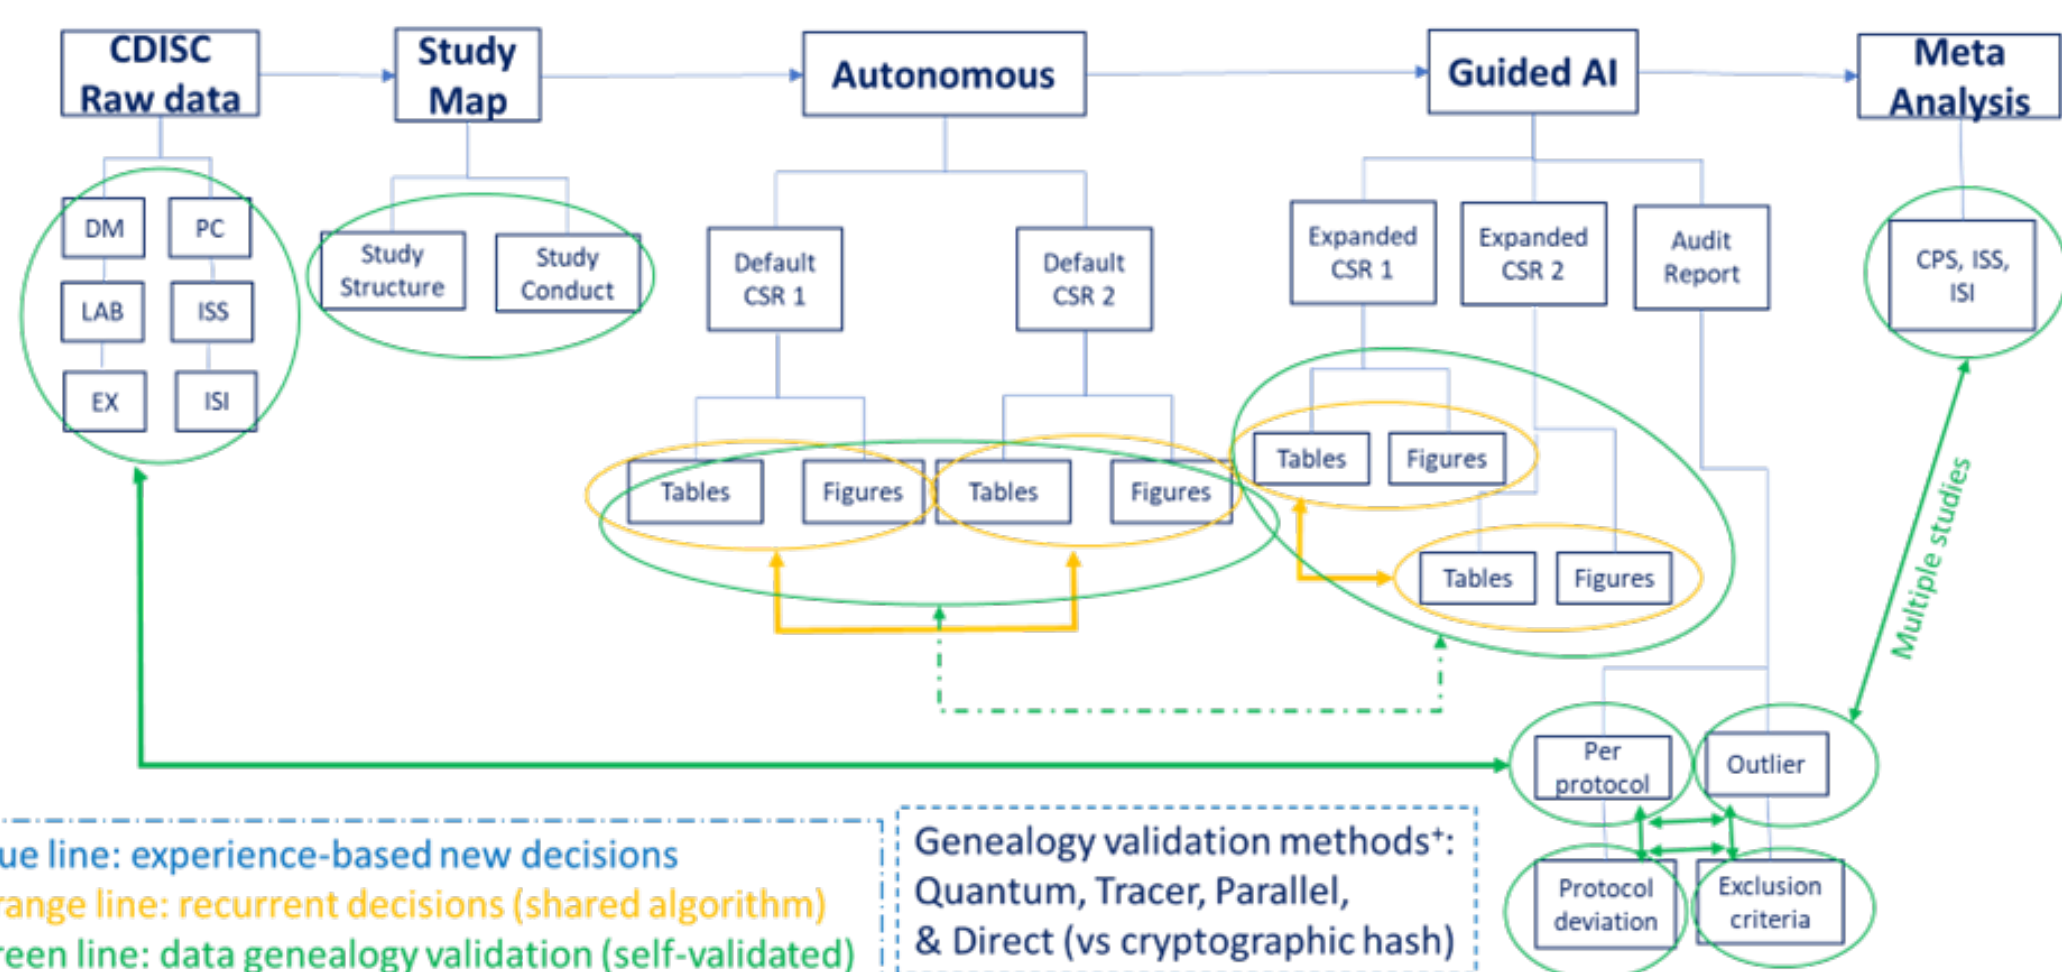 CDISC
Raw data
Study
Map
Autonomous
Guided AI
Meta
Analysis
DM
PC
LAB
ISS
EX
ISI
Study
Structure
Study
Conduct
Default
CSR 1
Default
CSR 2
Expanded
CSR 1
Expanded
CSR 2
Audit
Report
CPS, ISS,
ISI
Tables
Figures
Tables
Figures
Tables
Figures
Tables
Figures
Multiple studies
Per
protocol
Outlier
Protocol
deviation
Exclusion
criteria
ue line: experience-based new decisions
range line: recurrent decisions (shared algorithm)
reen line: data genealogy validation (self-validated)
Genealogy validation methods⁺:
Quantum, Tracer, Parallel,
& Direct (vs cryptographic hash)